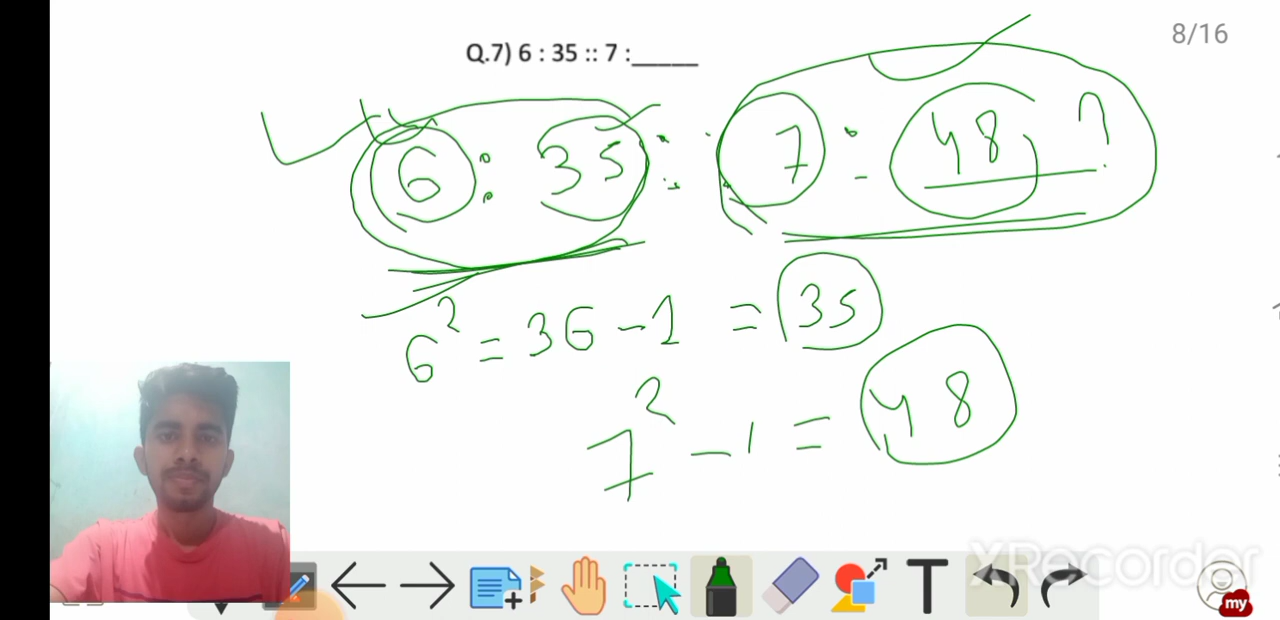 8/16
Q.7) 6 : 35 :: 7 :_____
6 : 35 :: 7 : 48 ?
6² = 36 - 1 = 35
7² - 1 = 48
XRecorder
T
my